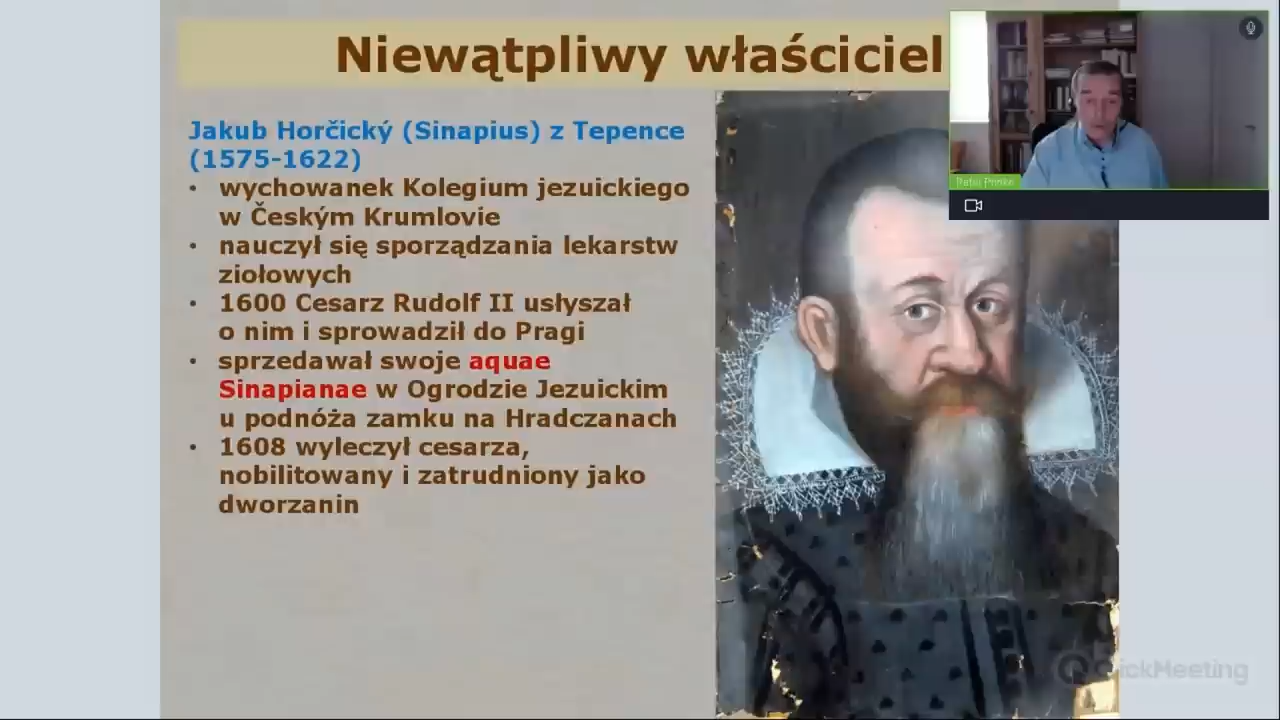 Niewątpliwy właściciel
Jakub Horčický (Sinapius) z Tepence
(1575-1622)
• wychowanek Kolegium jezuickiego
w Českým Krumlovie
• nauczył się sporządzania lekarstw
ziołowych
• 1600 Cesarz Rudolf II usłyszał
o nim i sprowadził do Pragi
• sprzedawał swoje aquae
Sinapianae w Ogrodzie Jezuickim
u podnóża zamku na Hradczanach
• 1608 wyleczył cesarza,
nobilitowany i zatrudniony jako
dworzanin
Rafał Prinke
ClickMeeting